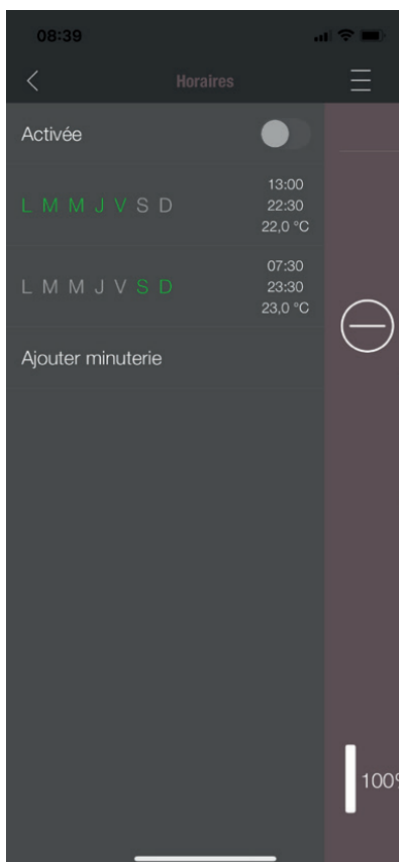 08:39
Horaires
Activée
L M M J V S D
13:00
22:30
22,0 °C
L M M J V S D
07:30
23:30
23,0 °C
Ajouter minuterie
100%